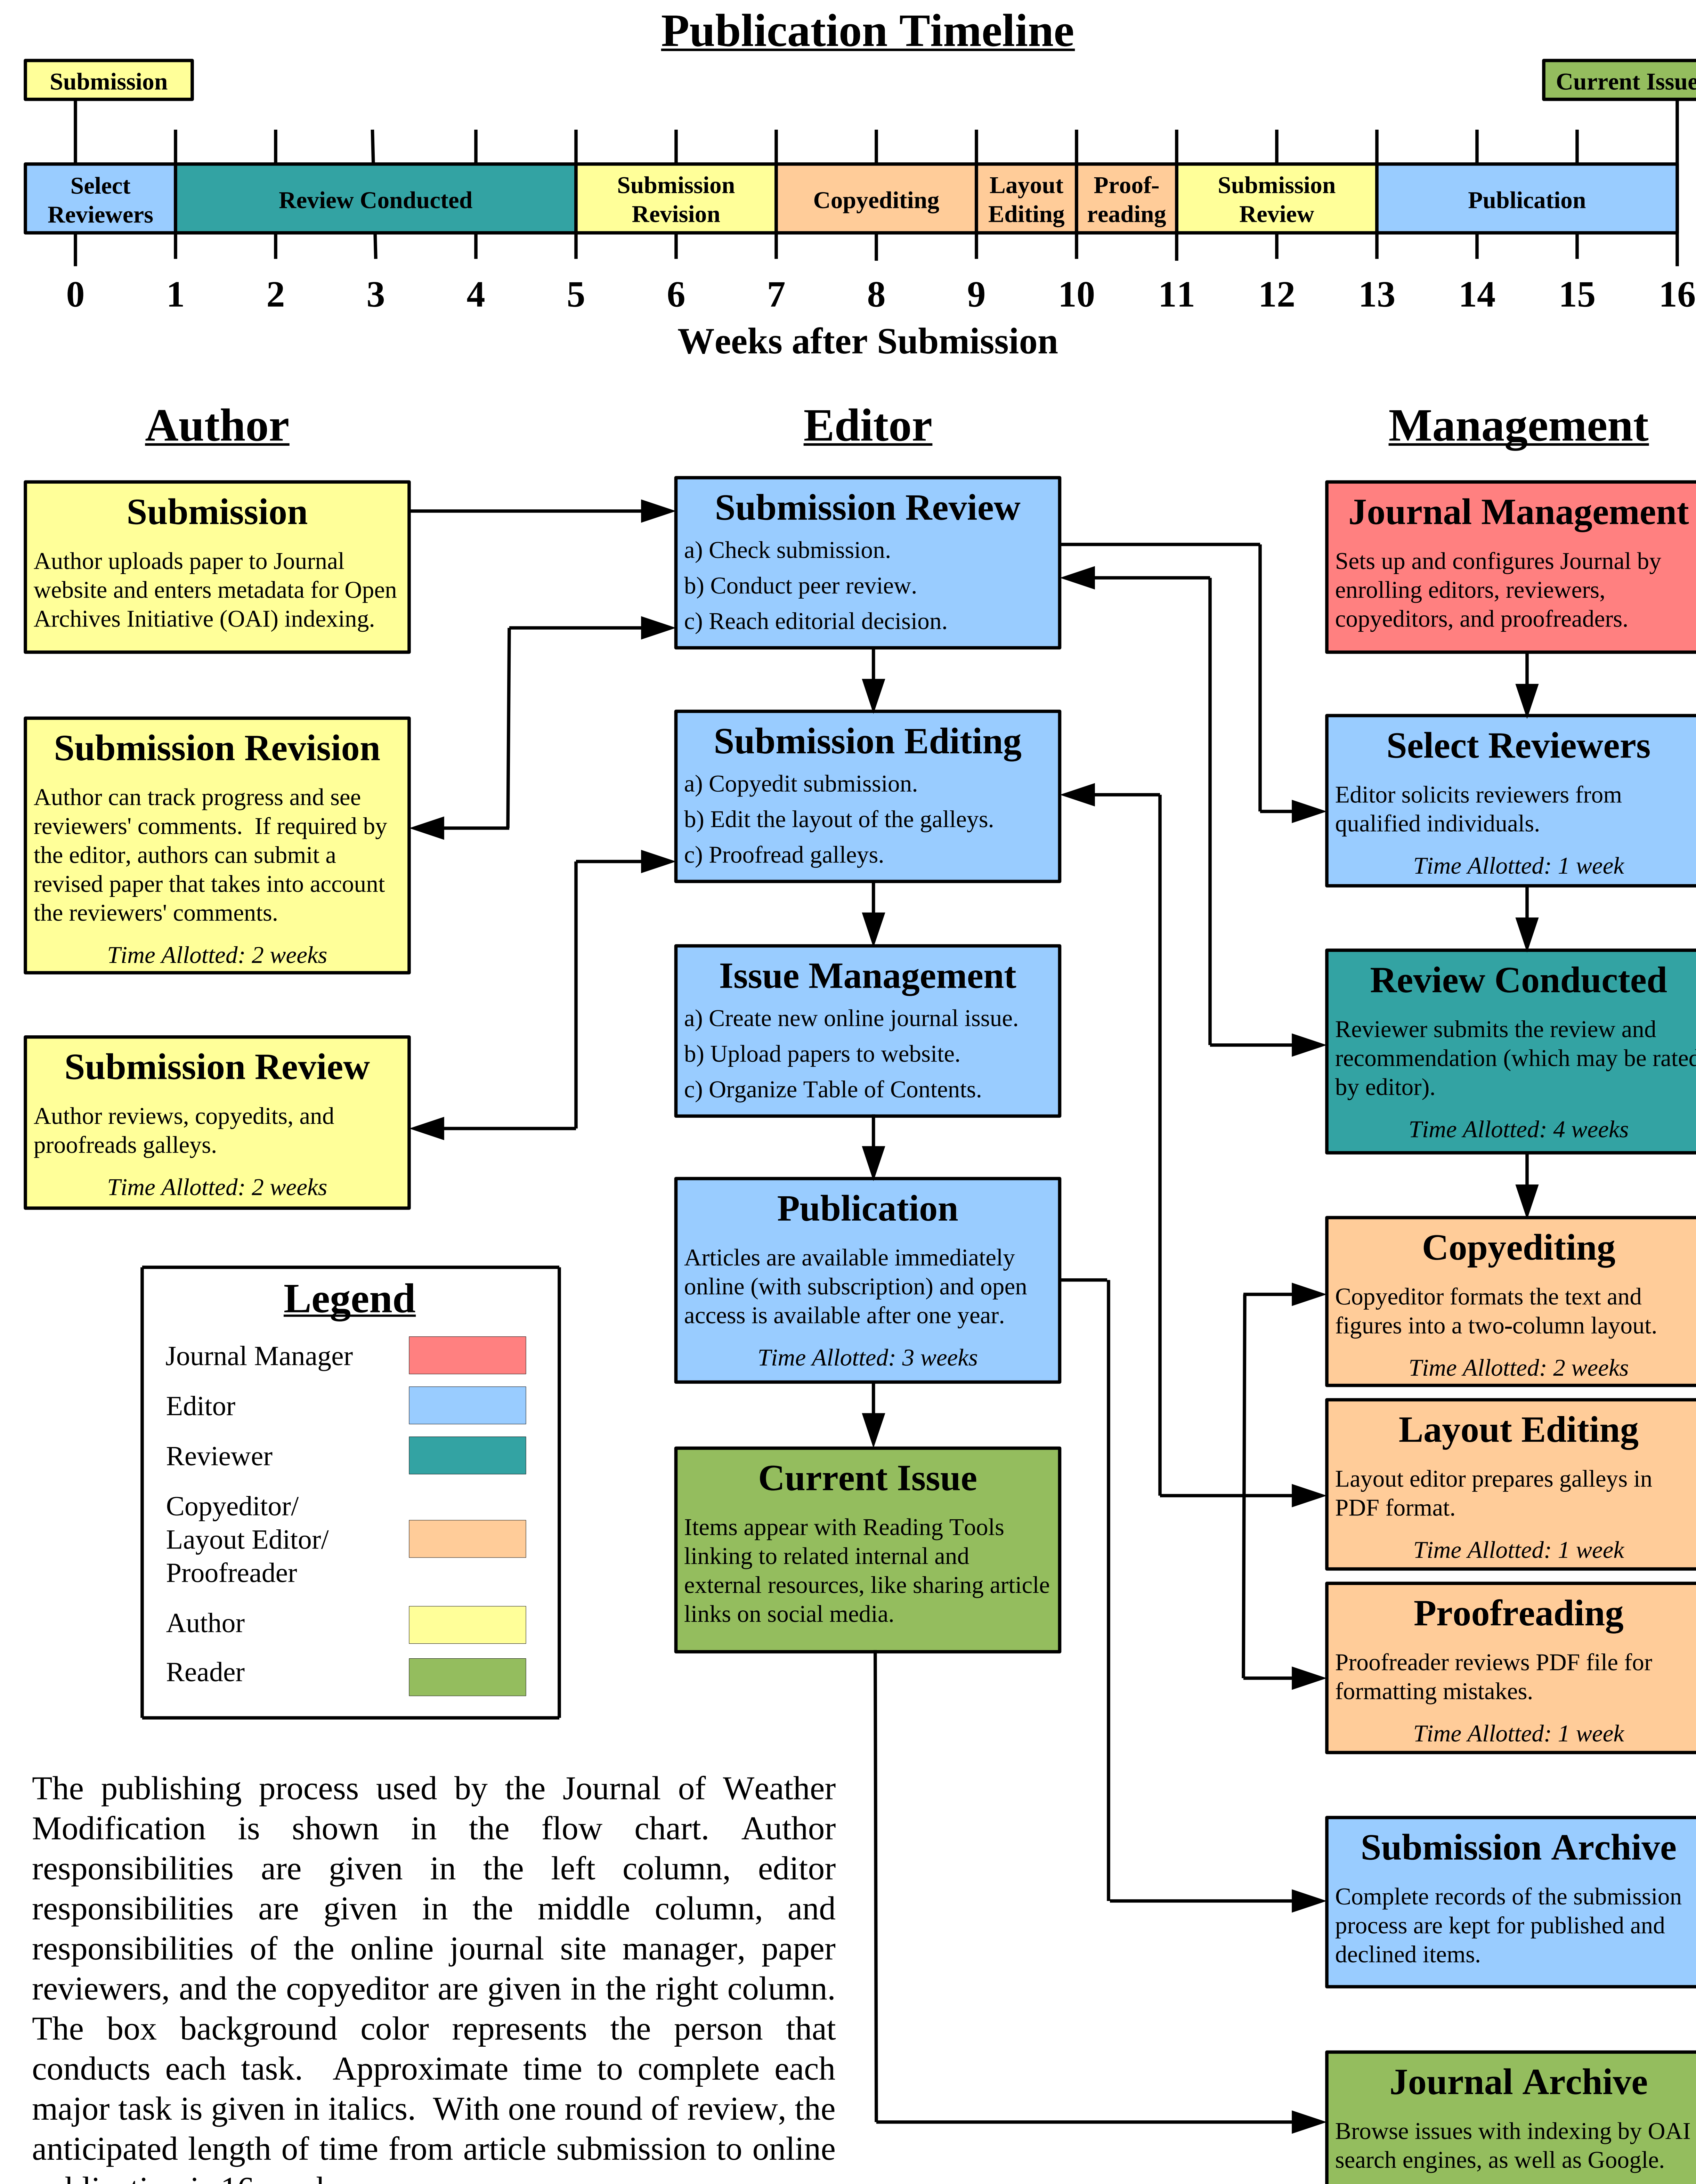 Publication Timeline
Submission
Current Issue
Select
Reviewers
Review Conducted
Submission
Revision
Copyediting
Layout
Editing
Proof-
reading
Submission
Review
Publication
0 1 2 3 4 5 6 7 8 9 10 11 12 13 14 15 16
Weeks after Submission
Author
Submission
Author uploads paper to Journal
website and enters metadata for Open
Archives Initiative (OAI) indexing.
Submission Revision
Author can track progress and see
reviewers' comments.  If required by
the editor, authors can submit a
revised paper that takes into account
the reviewers' comments.
Time Allotted: 2 weeks
Submission Review
Author reviews, copyedits, and
proofreads galleys.
Time Allotted: 2 weeks
Editor
Submission Review
a) Check submission.
b) Conduct peer review.
c) Reach editorial decision.
Submission Editing
a) Copyedit submission.
b) Edit the layout of the galleys.
c) Proofread galleys.
Issue Management
a) Create new online journal issue.
b) Upload papers to website.
c) Organize Table of Contents.
Publication
Articles are available immediately
online (with subscription) and open
access is available after one year.
Time Allotted: 3 weeks
Current Issue
Items appear with Reading Tools
linking to related internal and
external resources, like sharing article
links on social media.
Management
Journal Management
Sets up and configures Journal by
enrolling editors, reviewers,
copyeditors, and proofreaders.
Select Reviewers
Editor solicits reviewers from
qualified individuals.
Time Allotted: 1 week
Review Conducted
Reviewer submits the review and
recommendation (which may be rated
by editor).
Time Allotted: 4 weeks
Copyediting
Copyeditor formats the text and
figures into a two-column layout.
Time Allotted: 2 weeks
Layout Editing
Layout editor prepares galleys in
PDF format.
Time Allotted: 1 week
Proofreading
Proofreader reviews PDF file for
formatting mistakes.
Time Allotted: 1 week
Submission Archive
Complete records of the submission
process are kept for published and
declined items.
Journal Archive
Browse issues with indexing by OAI
search engines, as well as Google.
Legend
Journal Manager
Editor
Reviewer
Copyeditor/
Layout Editor/
Proofreader
Author
Reader
The publishing process used by the Journal of Weather
Modification is shown in the flow chart. Author
responsibilities are given in the left column, editor
responsibilities are given in the middle column, and
responsibilities of the online journal site manager, paper
reviewers, and the copyeditor are given in the right column.
The box background color represents the person that
conducts each task.  Approximate time to complete each
major task is given in italics.  With one round of review, the
anticipated length of time from article submission to online